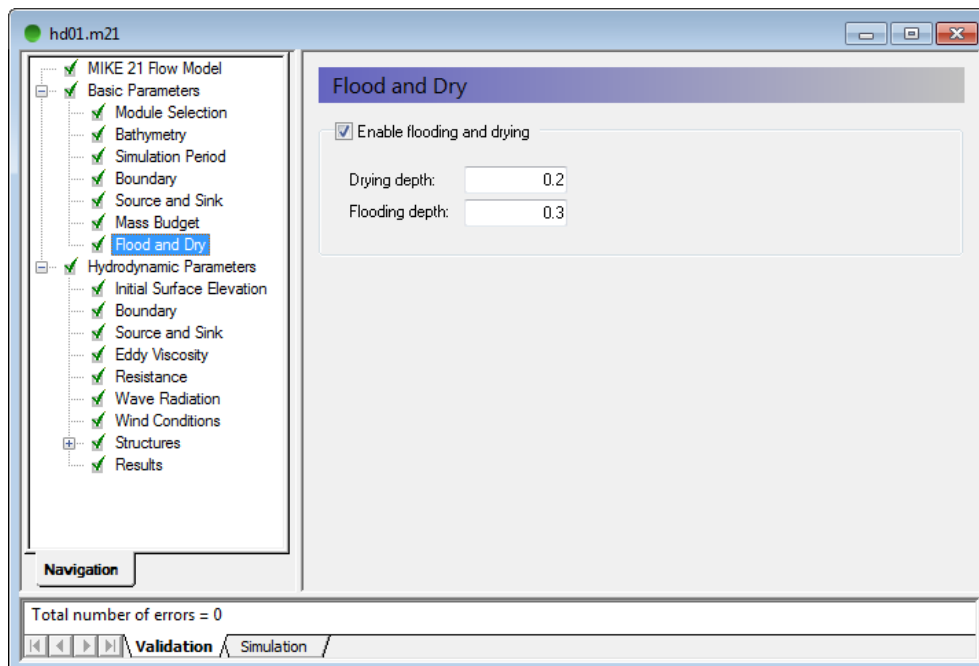 hd01.m21
MIKE 21 Flow Model
Basic Parameters
Module Selection
Bathymetry
Simulation Period
Boundary
Source and Sink
Mass Budget
Flood and Dry
Hydrodynamic Parameters
Initial Surface Elevation
Boundary
Source and Sink
Eddy Viscosity
Resistance
Wave Radiation
Wind Conditions
Structures
Results
Navigation
Flood and Dry
Enable flooding and drying
Drying depth: 0.2
Flooding depth: 0.3
Total number of errors = 0
Validation Simulation